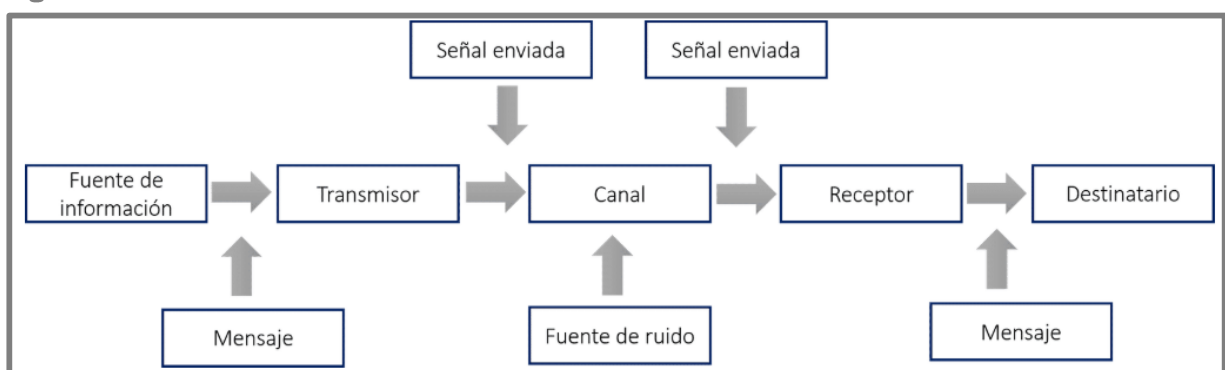 Señal enviada
Señal enviada
Fuente de
información
Transmisor
Canal
Receptor
Destinatario
Mensaje
Fuente de ruido
Mensaje